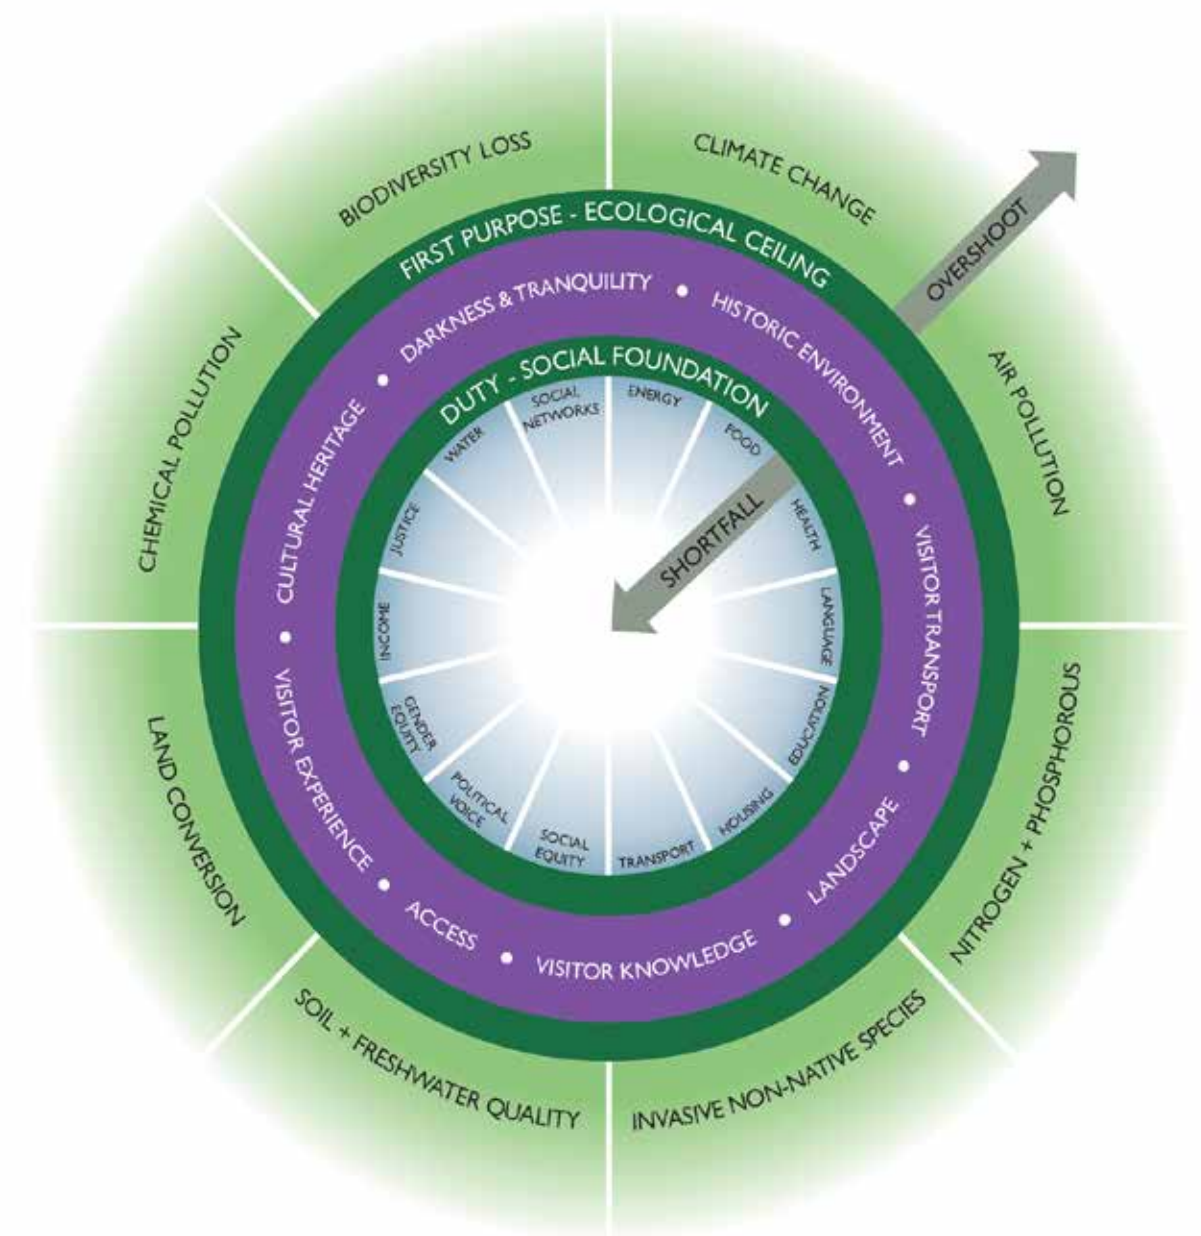 BIODIVERSITY LOSS
CLIMATE CHANGE
OVERSHOOT
AIR POLLUTION
NITROGEN + PHOSPHOROUS
INVASIVE NON-NATIVE SPECIES
SOIL + FRESHWATER QUALITY
LAND CONVERSION
CHEMICAL POLLUTION
FIRST PURPOSE - ECOLOGICAL CEILING
DARKNESS & TRANQUILITY
HISTORIC ENVIRONMENT
VISITOR TRANSPORT
LANDSCAPE
VISITOR KNOWLEDGE
ACCESS
VISITOR EXPERIENCE
CULTURAL HERITAGE
DUTY - SOCIAL FOUNDATION
ENERGY
FOOD
SHORTFALL
HEALTH
LANGUAGE
EDUCATION
HOUSING
TRANSPORT
SOCIAL
EQUITY
POLITICAL
VOICE
GENDER
EQUITY
INCOME
JUSTICE
WATER
SOCIAL
NETWORKS